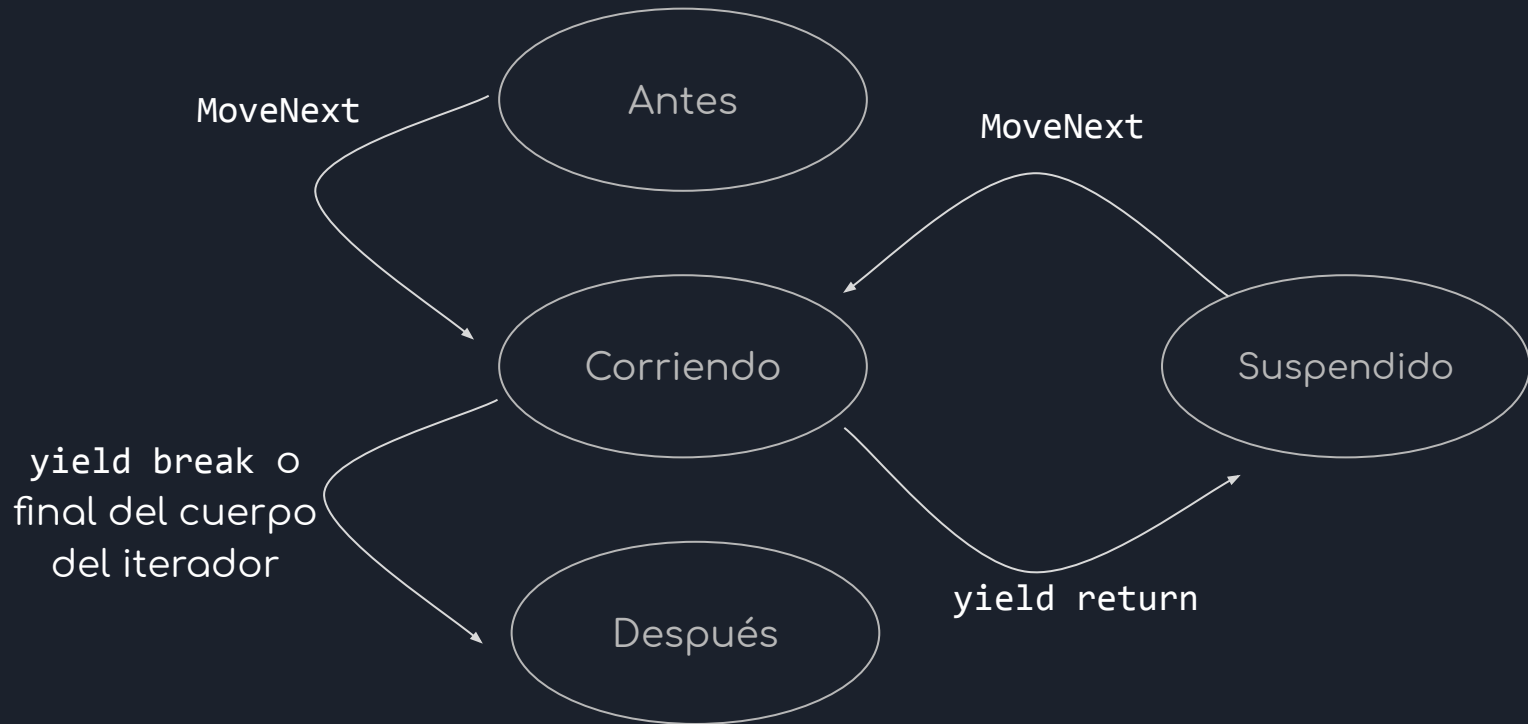 Antes
MoveNext
MoveNext
Corriendo
Suspendido
yield break o
final del cuerpo
del iterador
yield return
Después